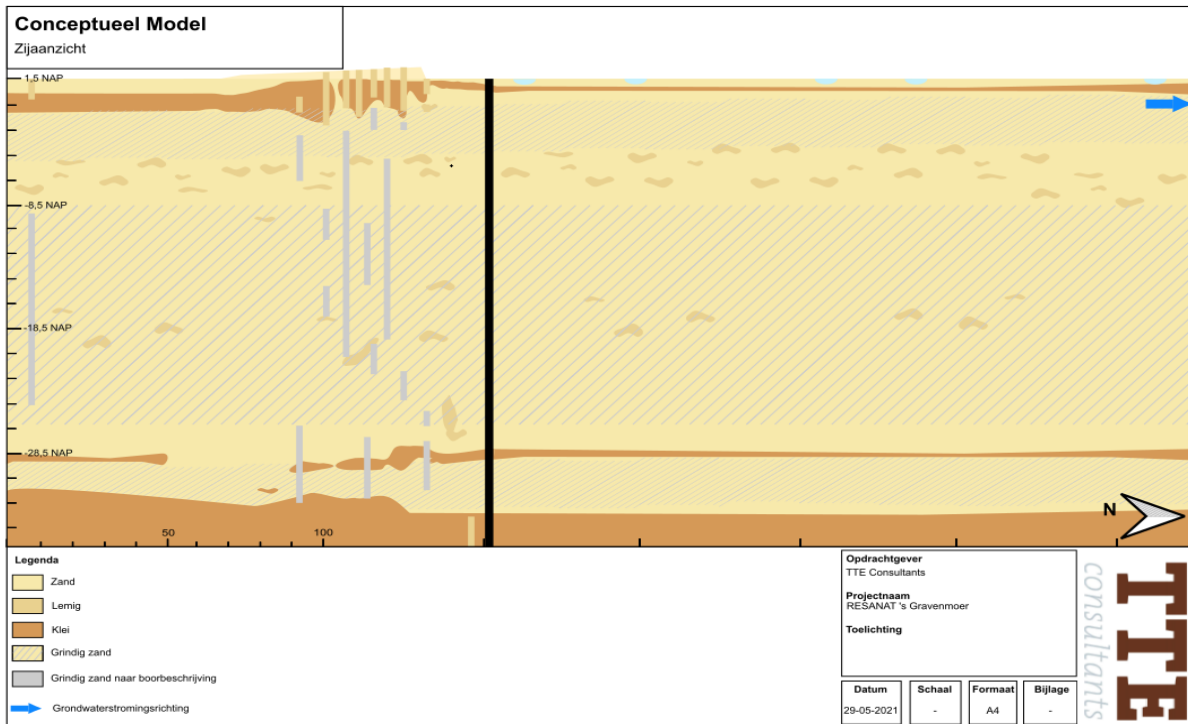 Conceptueel Model
Zijaanzicht
1,5 NAP
-8,5 NAP
-18,5 NAP
-28,5 NAP
50
100
N
Legenda
Zand
Lemig
Klei
Grindig zand
Grindig zand naar boorbeschrijving
Grondwaterstromingsrichting
Opdrachtgever
TTE Consultants
Projectnaam
RESANAT 's Gravenmoer
Toelichting
Datum
29-05-2021
Schaal
-
Formaat
A4
Bijlage
-
TTE
consultants